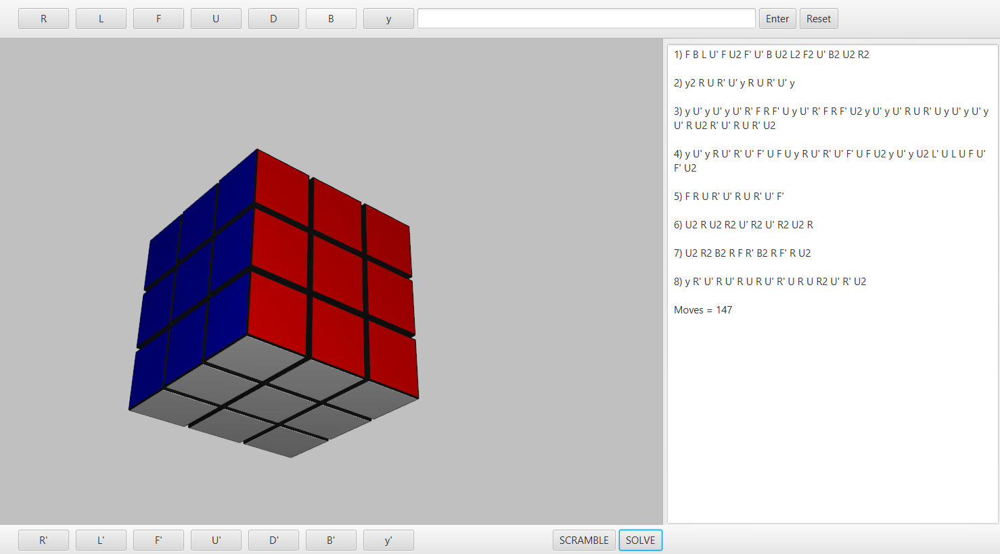 R L F U D B y Enter Reset
1) F B L U' F U2 F' U' B U2 L2 F2 U' B2 U2 R2
2) y2 R U R' U' y R U R' U' y
3) y U' y U' y U' R' F R F' U y U' R' F R F' U2 y U' y U' R U R' U y U' y U' y
U' R U2 R' U' R U R' U2
4) y U' y R U' R' U' F' U F U y R U' R' U' F' U F U2 y U' y U2 L' U L U F U'
F' U2
5) F R U R' U' R U R' U' F'
6) U2 R U2 R2 U' R2 U' R2 U2 R
7) U2 R2 B2 R F R' B2 R F' R U2
8) y R' U' R U' R U R U' R' U R U R2 U' R' U2
Moves = 147
R' L' F' U' D' B' y' SCRAMBLE SOLVE